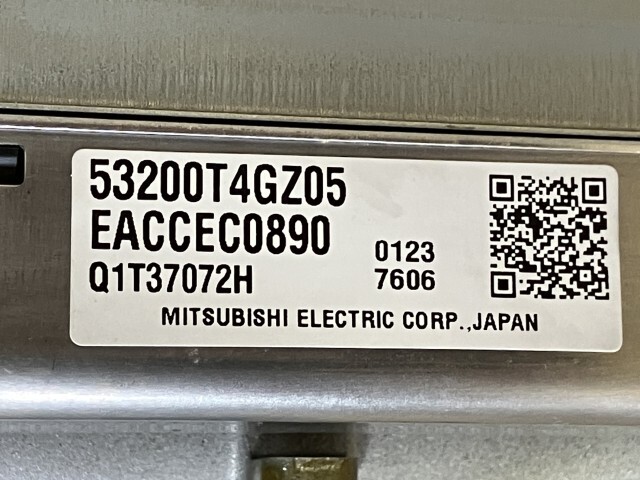 53200T4GZ05
EACCEC0890
0123
Q1T37072H
7606
MITSUBISHI ELECTRIC CORP.,JAPAN